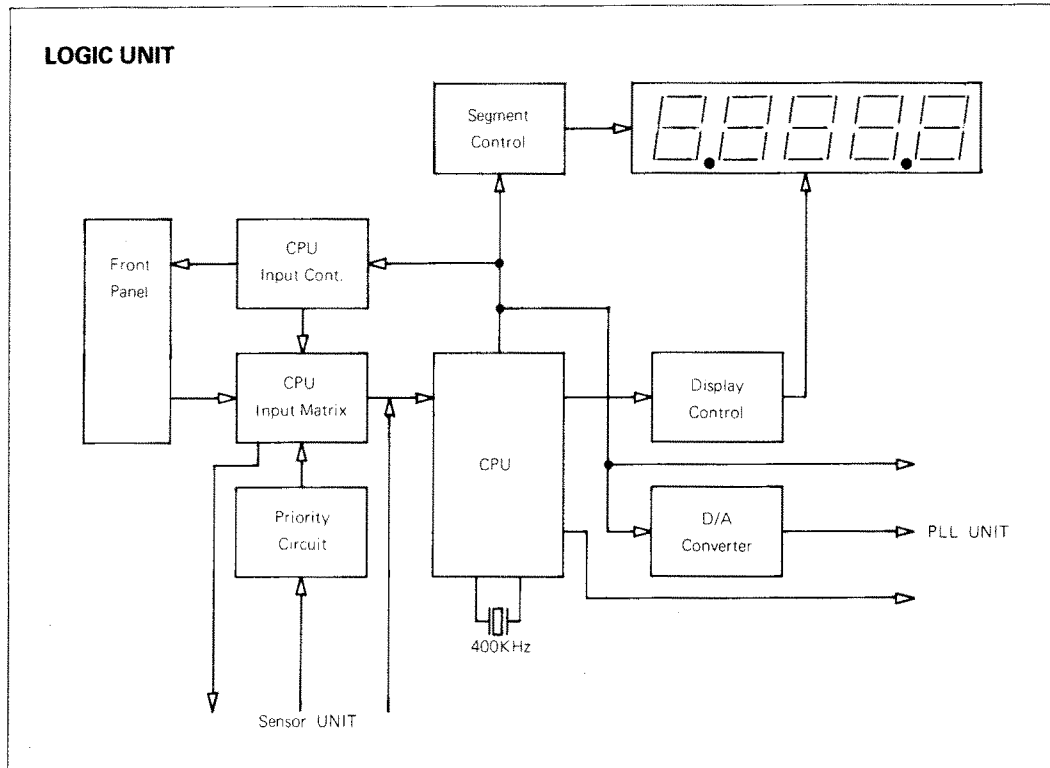 LOGIC UNIT
Segment
Control
CPU
Input Cont.
Front
Panel
CPU
Input Matrix
Display
Control
CPU
Priority
Circuit
D/A
Converter
PLL UNIT
400KHz
Sensor UNIT